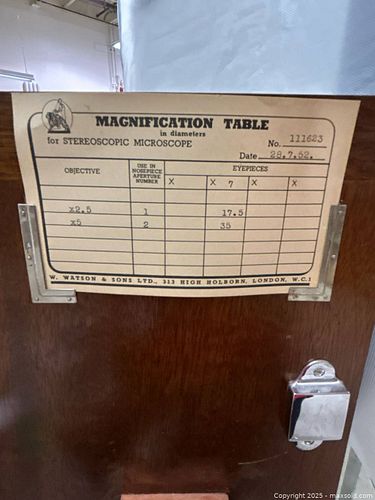 MAGNIFICATION TABLE
in diameters
for STEREOSCOPIC MICROSCOPE No. 111623
Date 28.7.52.
OBJECTIVE USE IN NOSEPIECE APERTURE NUMBER EYEPIECES
X X 7 X X
x2.5 1 17.5
x5 2 35
W. WATSON & SONS LTD., 313 HIGH HOLBORN, LONDON, W.C.1
Copyright 2025 - maxsold.com